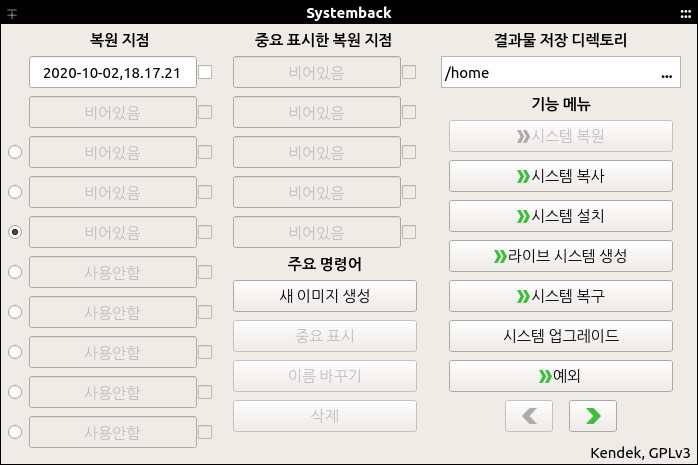 Systemback
복원 지점
2020-10-02,18.17.21
비어있음
비어있음
비어있음
비어있음
사용안함
사용안함
사용안함
사용안함
사용안함
중요 표시한 복원 지점
비어있음
비어있음
비어있음
비어있음
비어있음
주요 명령어
새 이미지 생성
중요 표시
이름 바꾸기
삭제
결과물 저장 디렉토리
/home ...
기능 메뉴
시스템 복원
시스템 복사
시스템 설치
라이브 시스템 생성
시스템 복구
시스템 업그레이드
예외
Kendek, GPLv3